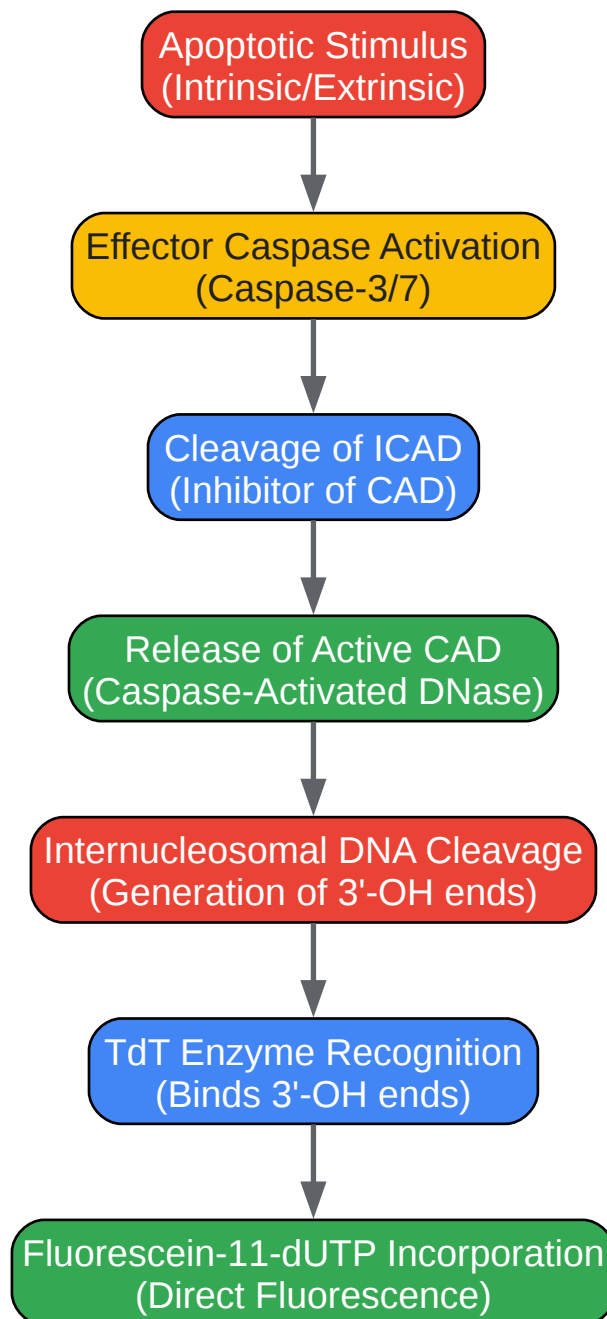 Apoptotic Stimulus
(Intrinsic/Extrinsic)
Effector Caspase Activation
(Caspase-3/7)
Cleavage of ICAD
(Inhibitor of CAD)
Release of Active CAD
(Caspase-Activated DNase)
Internucleosomal DNA Cleavage
(Generation of 3'-OH ends)
TdT Enzyme Recognition
(Binds 3'-OH ends)
Fluorescein-11-dUTP Incorporation
(Direct Fluorescence)